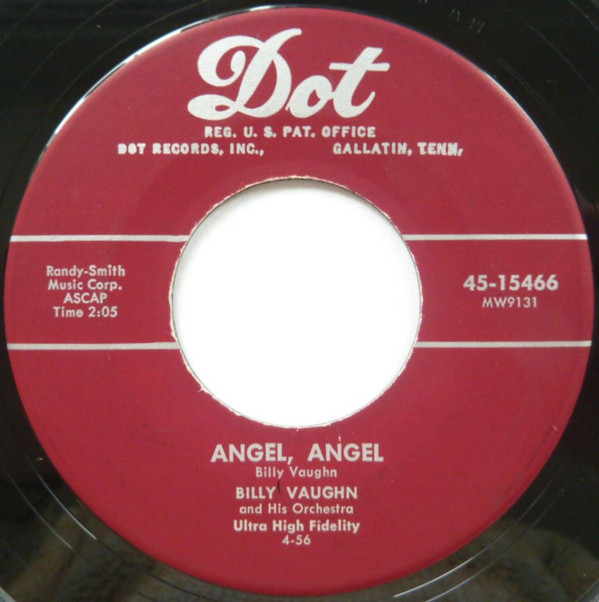 Dot
REG. U. S. PAT. OFFICE
DOT RECORDS, INC., GALLATIN, TENN,
Randy-Smith
Music Corp.
ASCAP
Time 2:05
45-15466
MW9131
ANGEL, ANGEL
Billy Vaughn
BILLY VAUGHN
and His Orchestra
Ultra High Fidelity
4-56